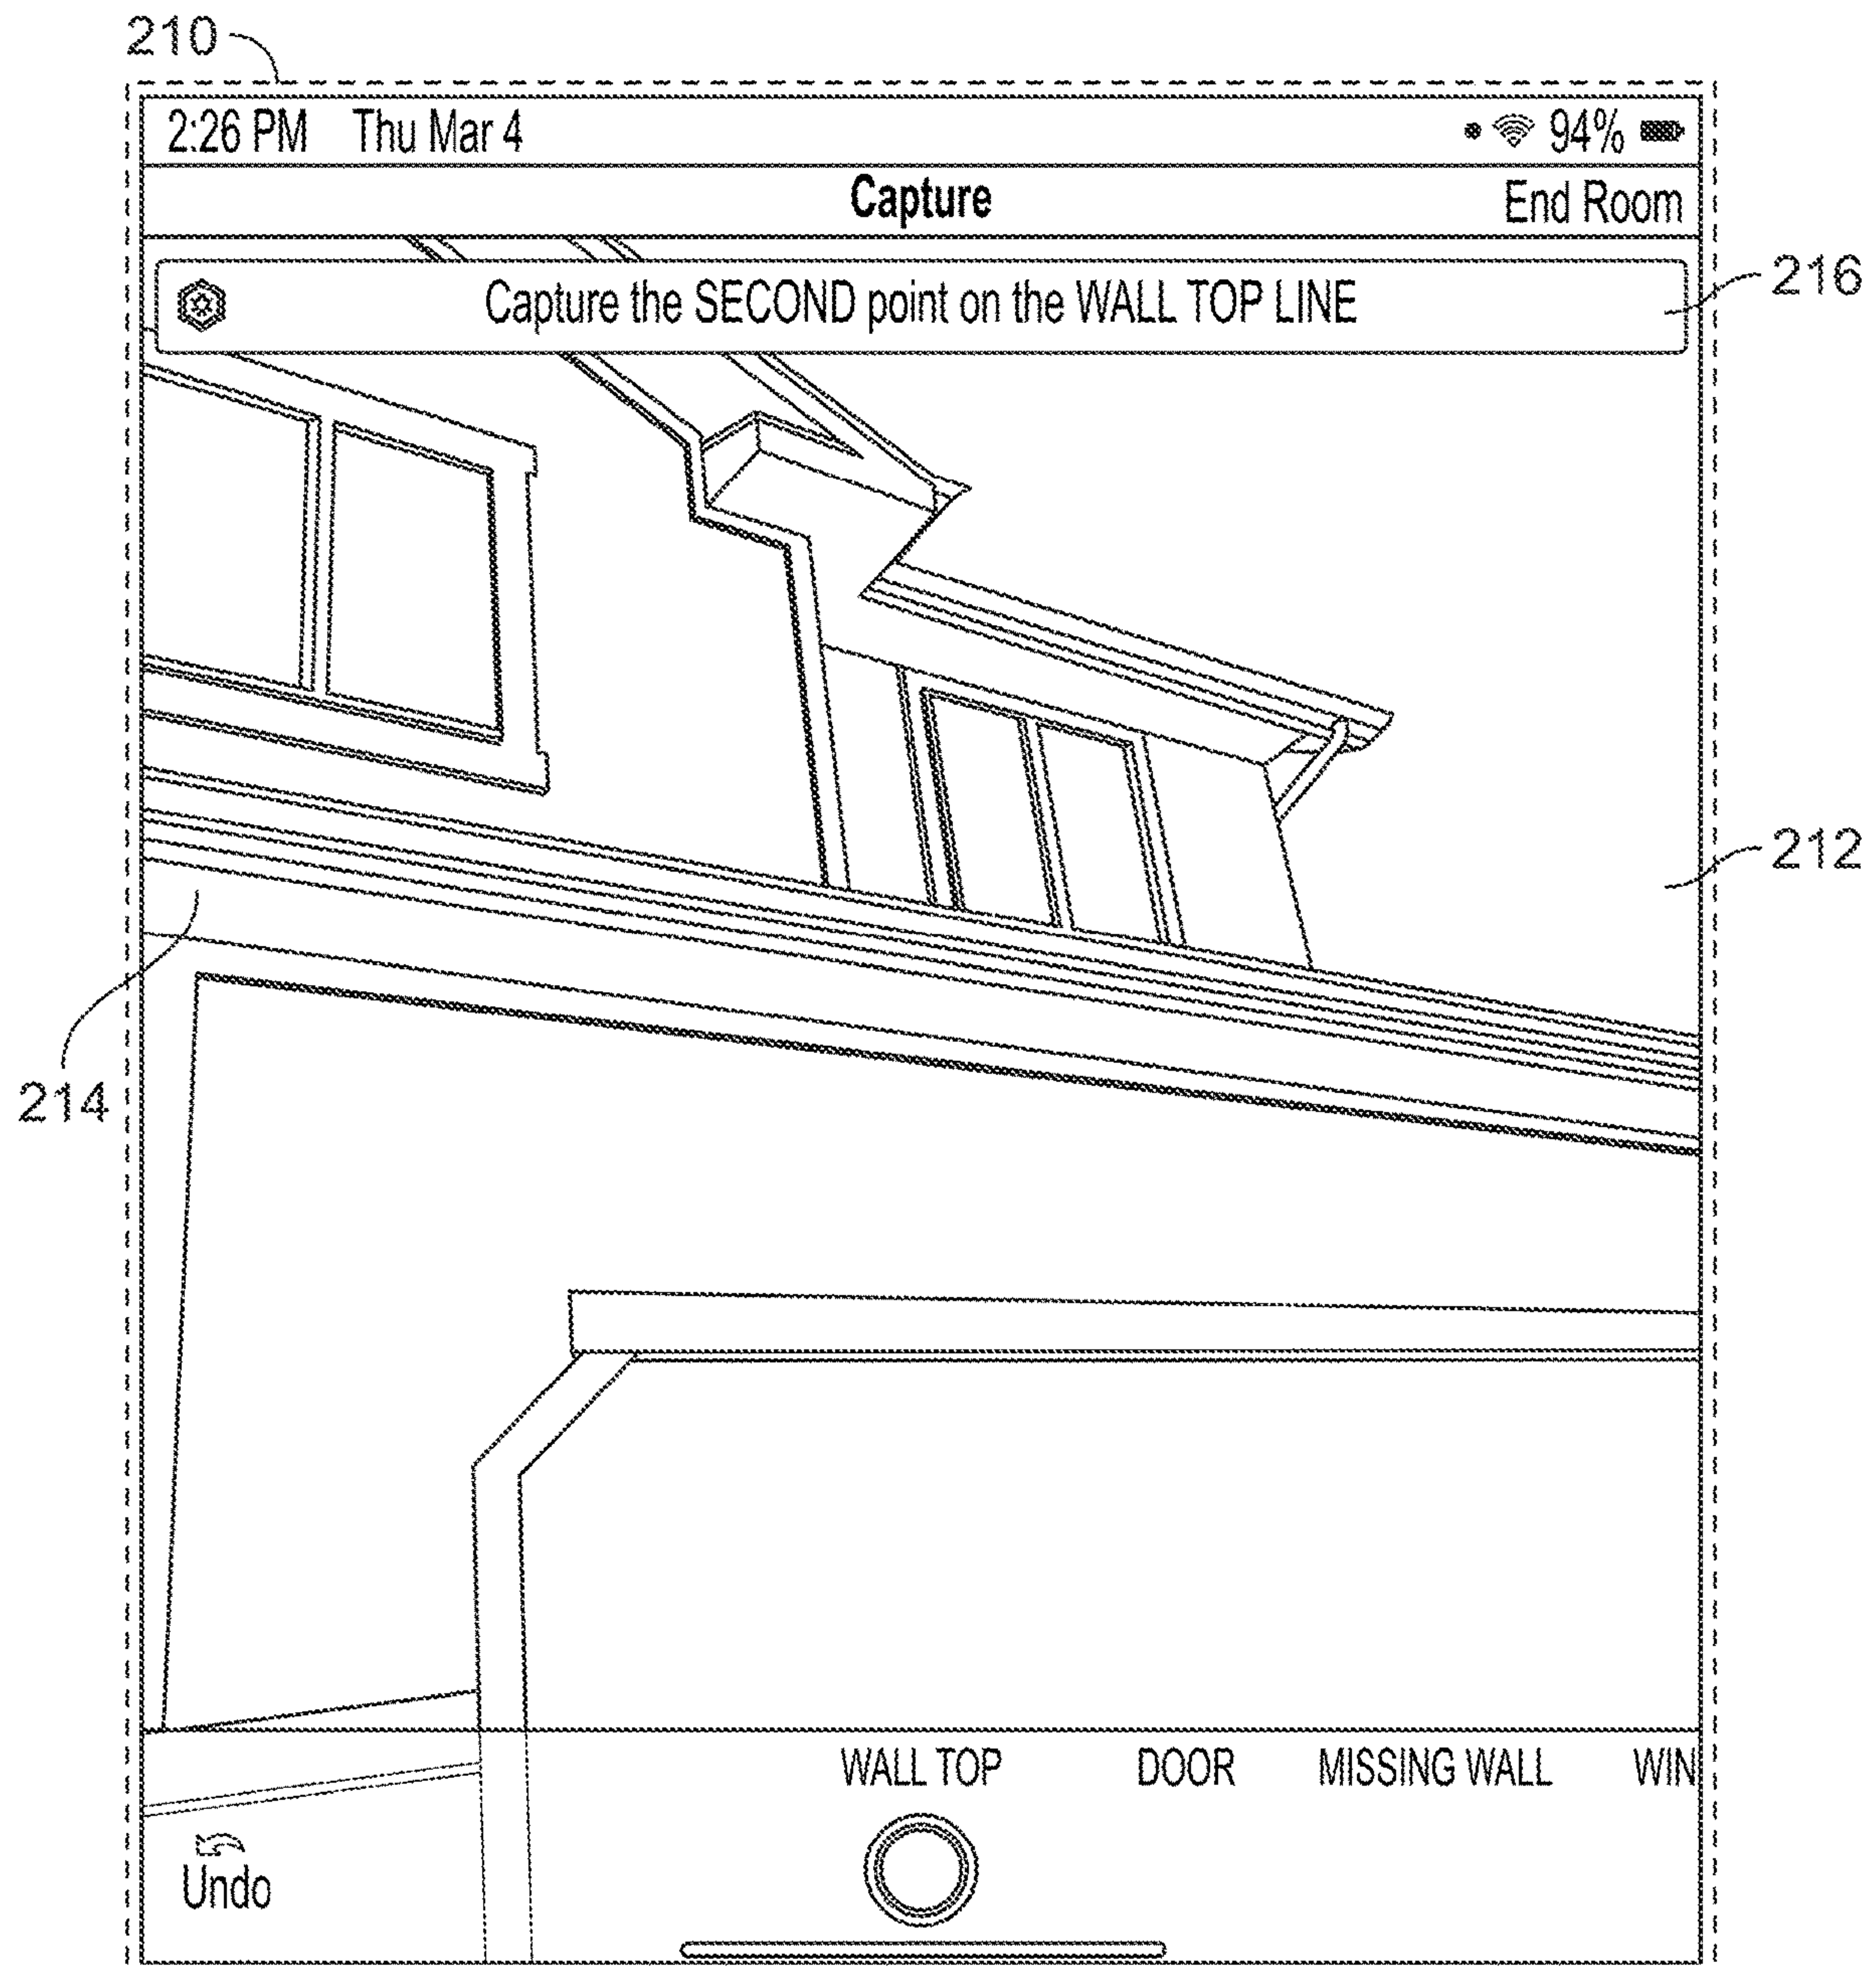 210
2:26 PM Thu Mar 4 94%
Capture End Room
Capture the SECOND point on the WALL TOP LINE
216
212
214
WALL TOP DOOR MISSING WALL WIN
Undo